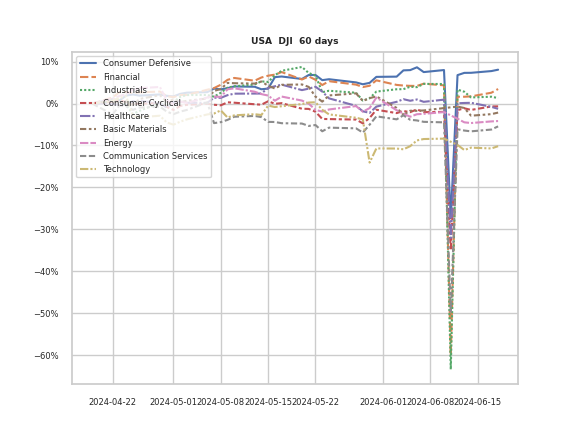 USA DJI 60 days
10%
0%
−10%
−20%
−30%
−40%
−50%
−60%
Consumer Defensive
Financial
Industrials
Consumer Cyclical
Healthcare
Basic Materials
Energy
Communication Services
Technology
2024-04-22
2024-05-01
2024-05-08
2024-05-15
2024-05-22
2024-06-01
2024-06-08
2024-06-15